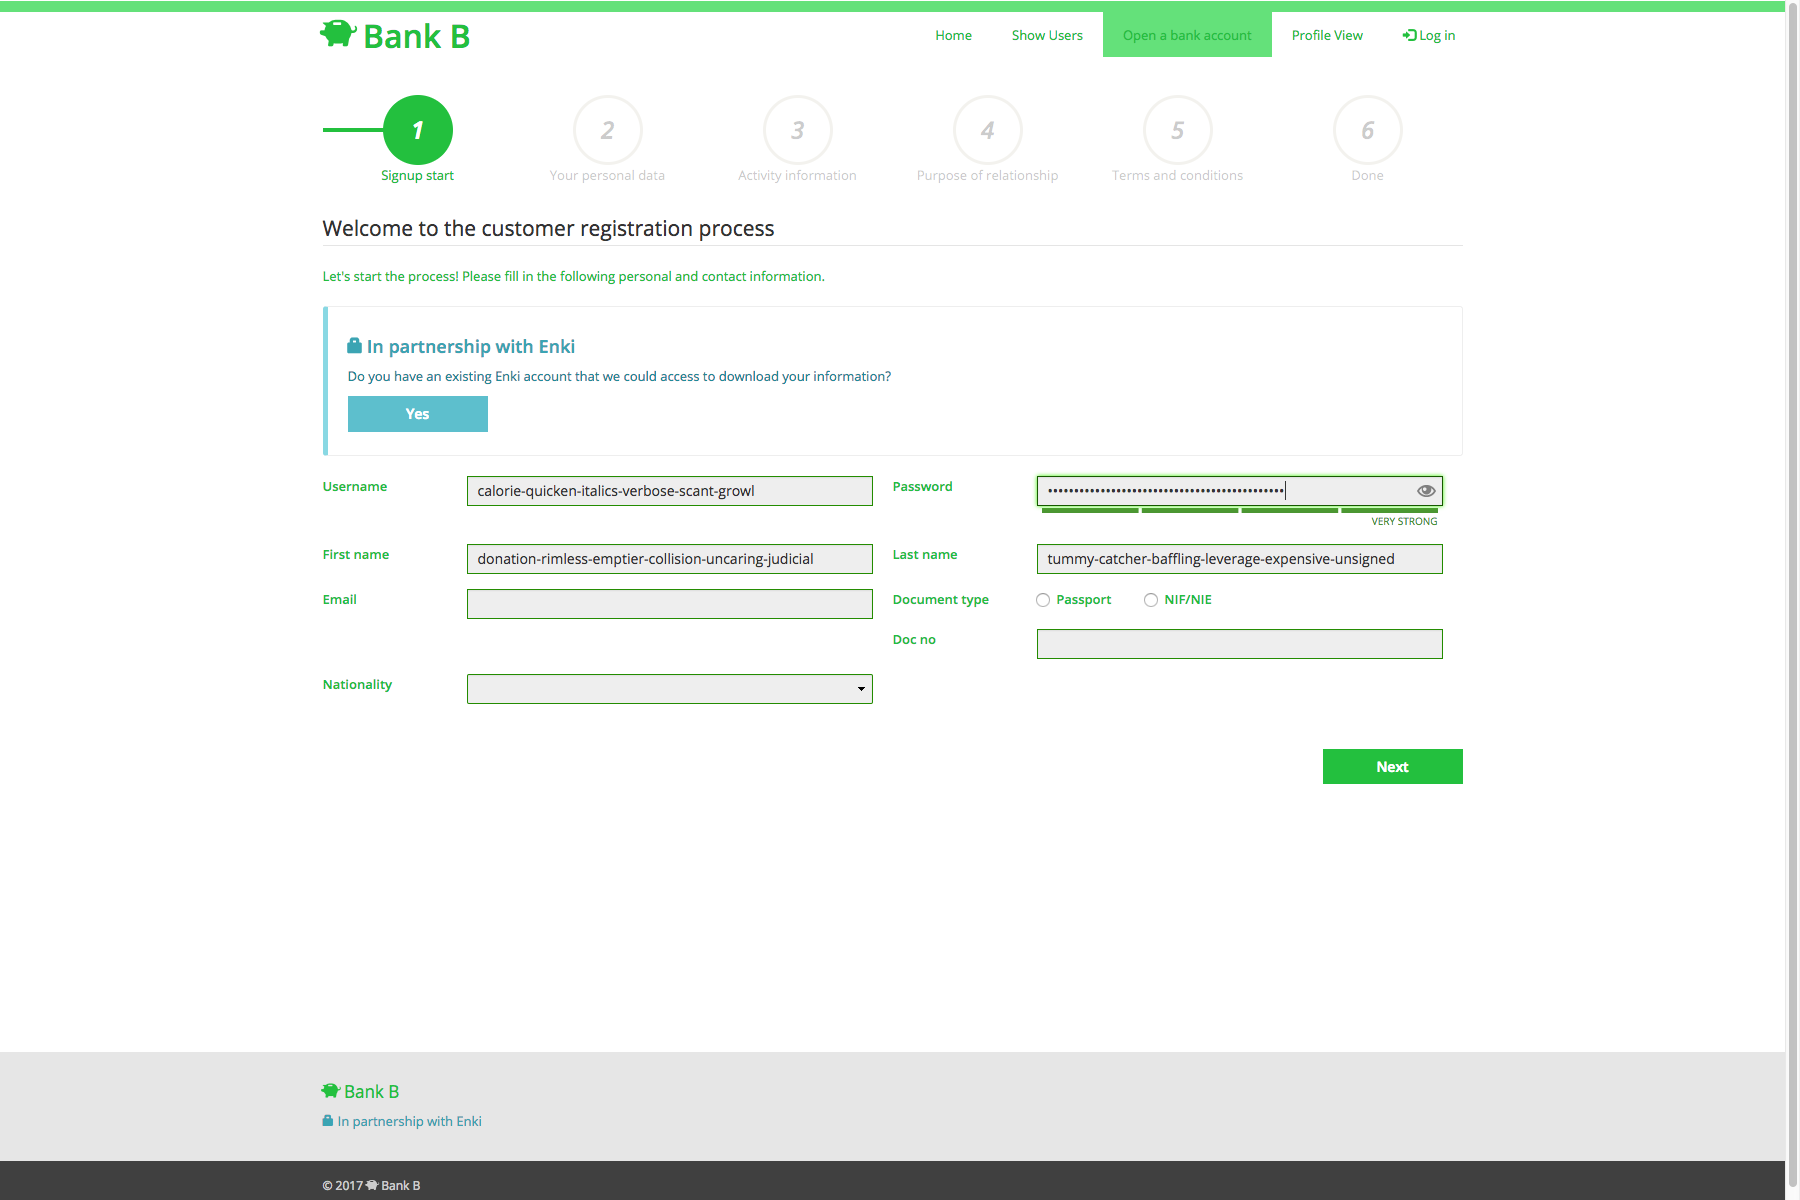 Bank B
Home Show Users Open a bank account Profile View Log in
1 2 3 4 5 6
Signup start Your personal data Activity information Purpose of relationship Terms and conditions Done
Welcome to the customer registration process
Let's start the process! Please fill in the following personal and contact information.
In partnership with Enki
Do you have an existing Enki account that we could access to download your information?
Yes
Username calorie-quicken-italics-verbose-scant-growl Password
VERY STRONG
First name donation-rimless-emptier-collision-uncaring-judicial Last name tummy-catcher-baffling-leverage-expensive-unsigned
Email Document type Passport NIF/NIE
Doc no
Nationality
Next
Bank B
In partnership with Enki
© 2017 Bank B